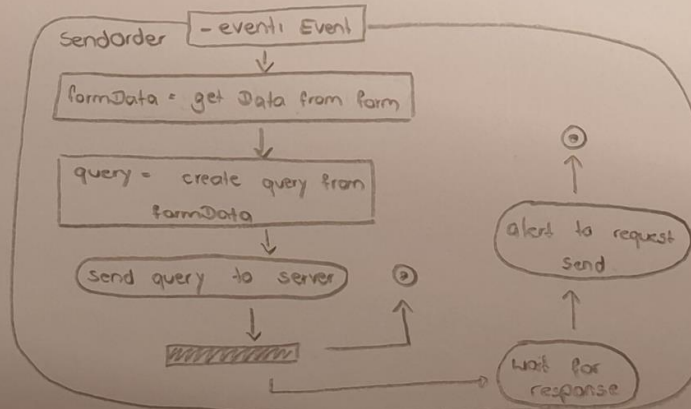 Sendorder
- event: Event
formData = get Data from form
query = create query from
formData
send query to server
alert to request
send
wait for
response